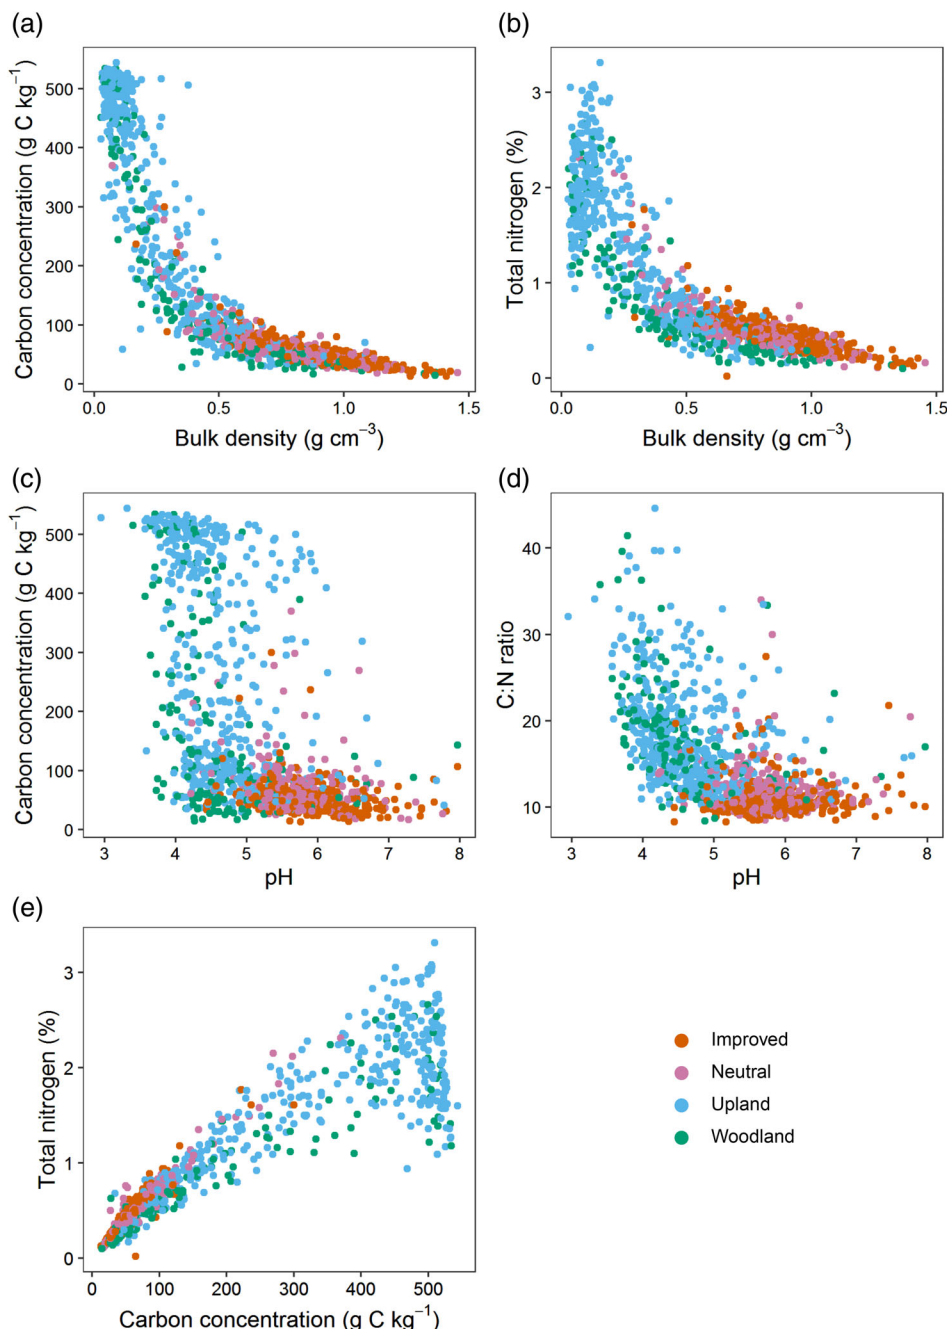 (a)
(b)
Carbon concentration (g C kg⁻¹)
500
400
300
200
100
0
0.0
0.5
1.0
1.5
Bulk density (g cm⁻³)
Total nitrogen (%)
3
2
1
0
0.0
0.5
1.0
1.5
Bulk density (g cm⁻³)
(c)
(d)
Carbon concentration (g C kg⁻¹)
500
400
300
200
100
0
3
4
5
6
7
8
pH
C:N ratio
40
30
20
10
3
4
5
6
7
8
pH
(e)
Total nitrogen (%)
3
2
1
0
0
100
200
300
400
500
Carbon concentration (g C kg⁻¹)
Improved
Neutral
Upland
Woodland